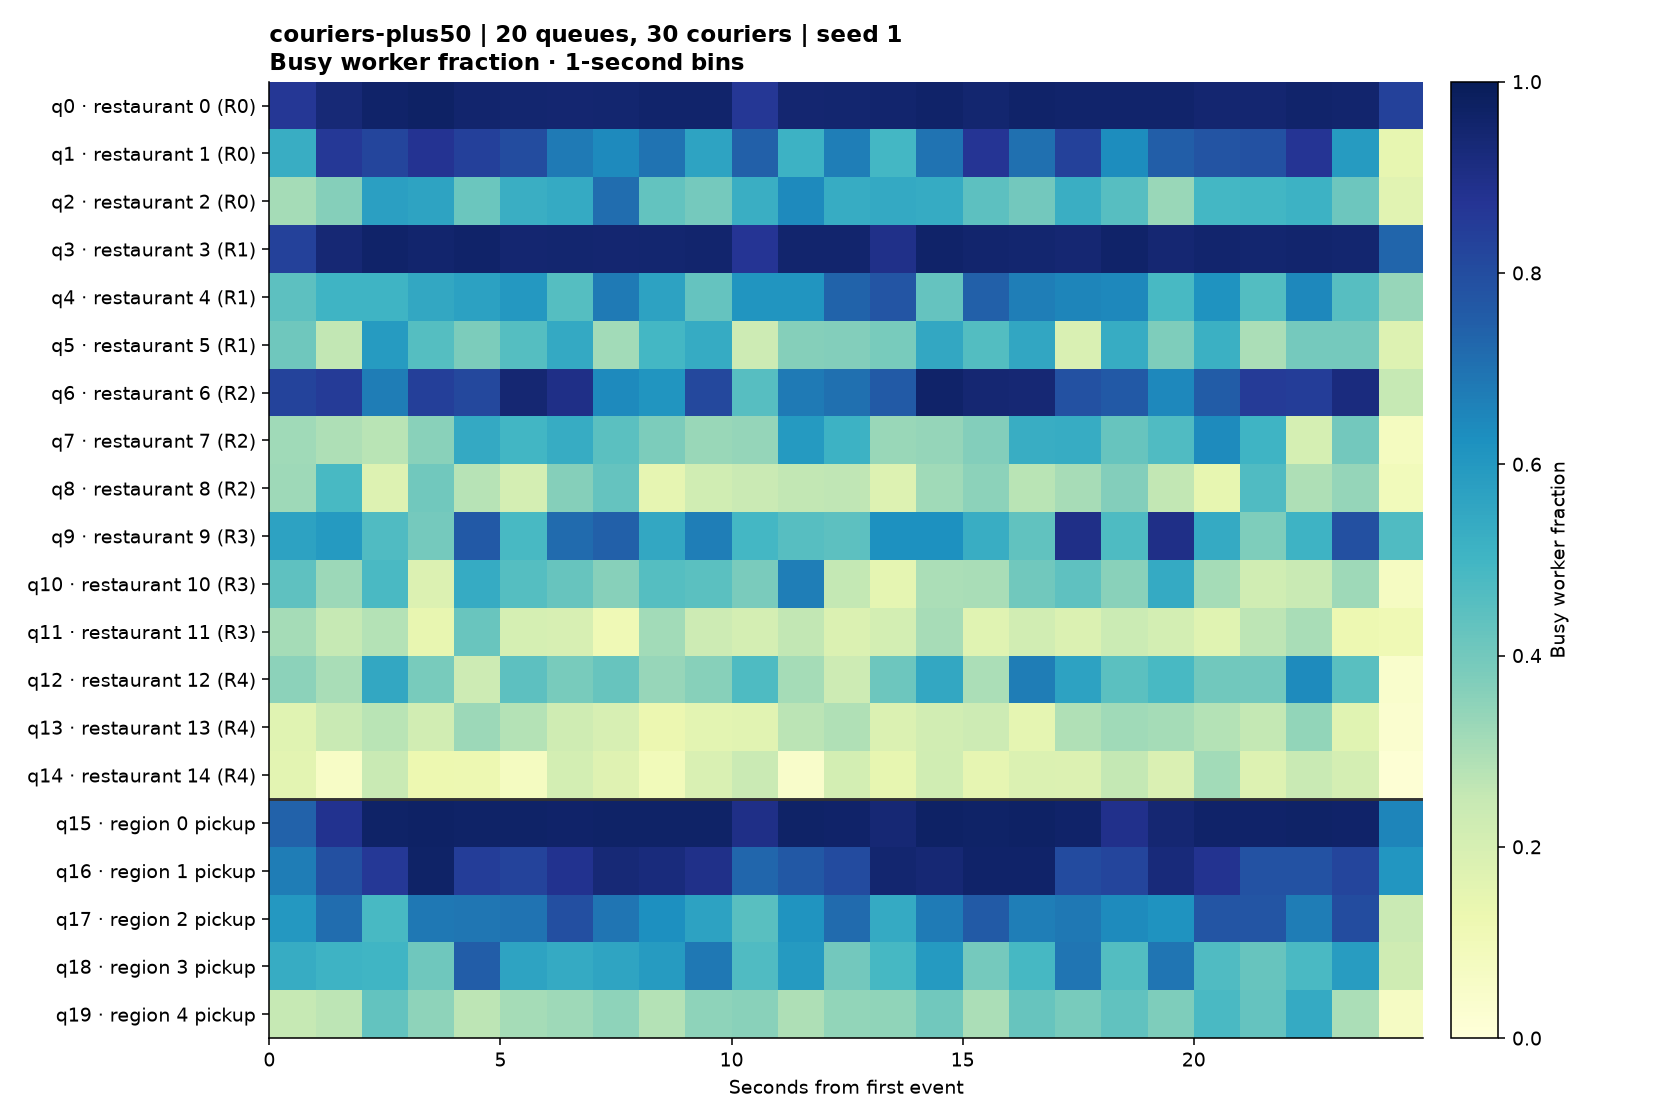 couriers-plus50 | 20 queues, 30 couriers | seed 1
Busy worker fraction · 1-second bins
q0 · restaurant 0 (R0)
q1 · restaurant 1 (R0)
q2 · restaurant 2 (R0)
q3 · restaurant 3 (R1)
q4 · restaurant 4 (R1)
q5 · restaurant 5 (R1)
q6 · restaurant 6 (R2)
q7 · restaurant 7 (R2)
q8 · restaurant 8 (R2)
q9 · restaurant 9 (R3)
q10 · restaurant 10 (R3)
q11 · restaurant 11 (R3)
q12 · restaurant 12 (R4)
q13 · restaurant 13 (R4)
q14 · restaurant 14 (R4)
q15 · region 0 pickup
q16 · region 1 pickup
q17 · region 2 pickup
q18 · region 3 pickup
q19 · region 4 pickup
0 5 10 15 20
Seconds from first event
1.0
0.8
0.6
0.4
0.2
0.0
Busy worker fraction